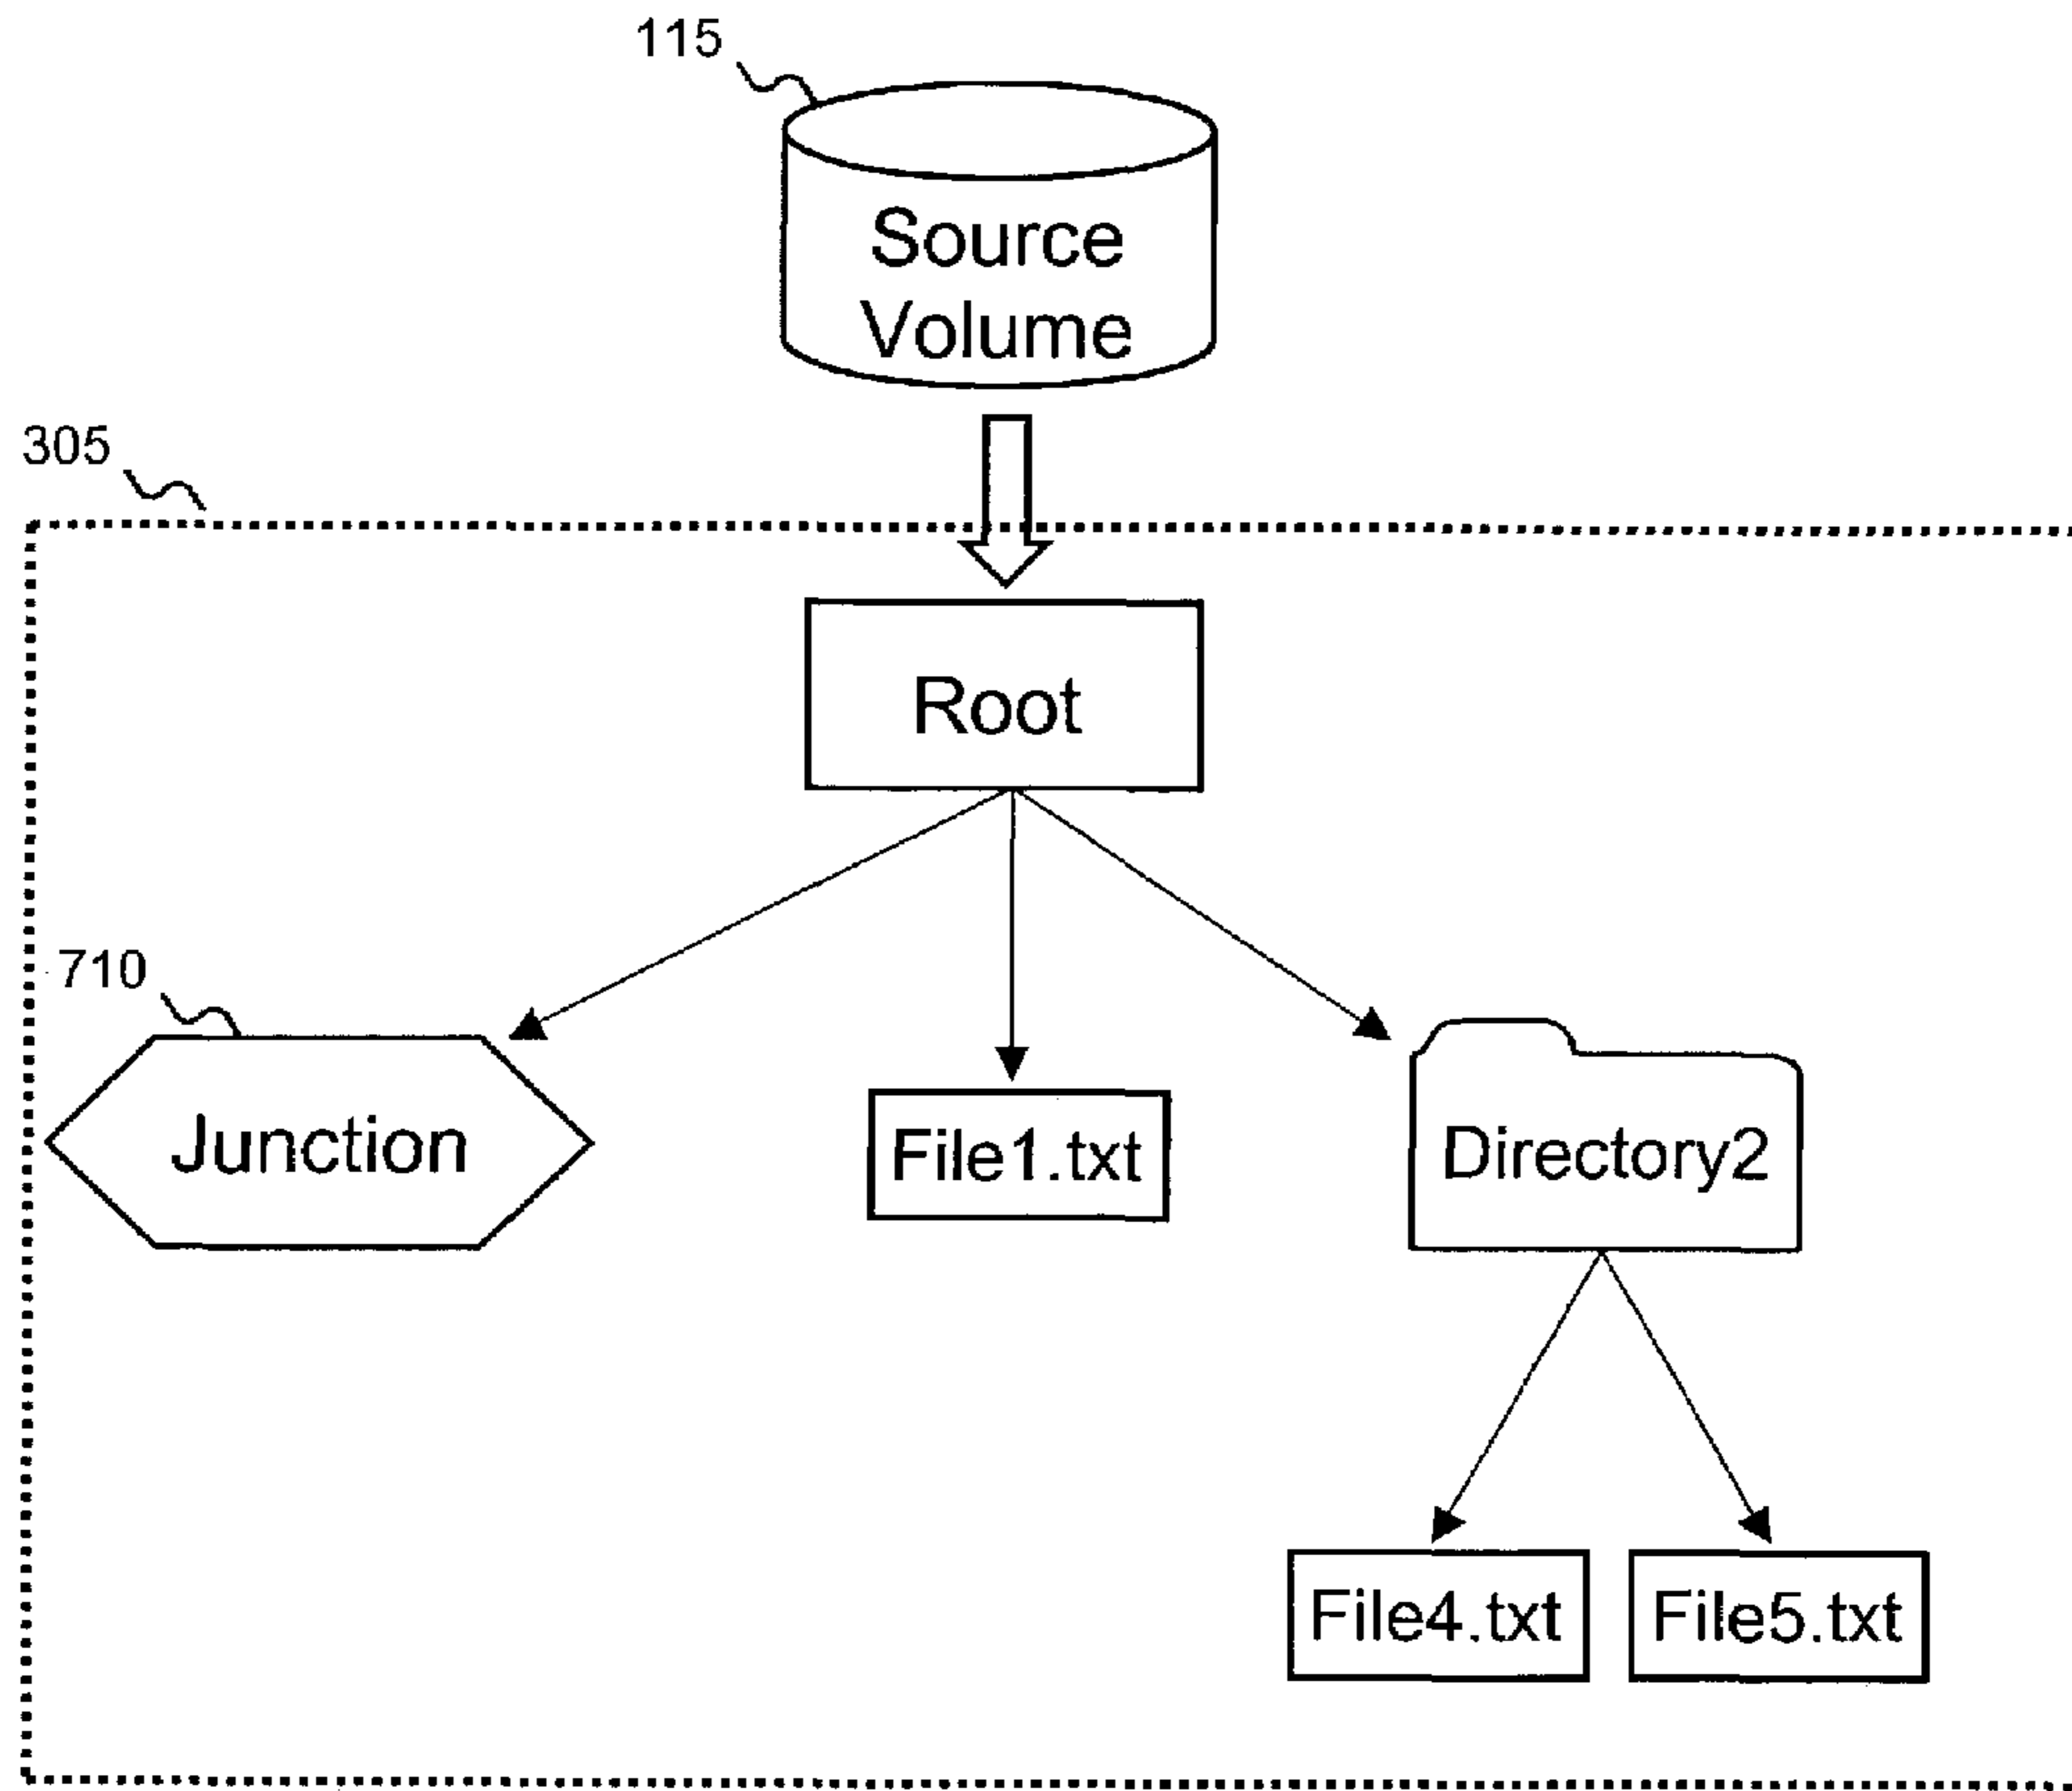 115
Source
Volume
305
Root
710
Junction
File1.txt
Directory2
File4.txt
File5.txt